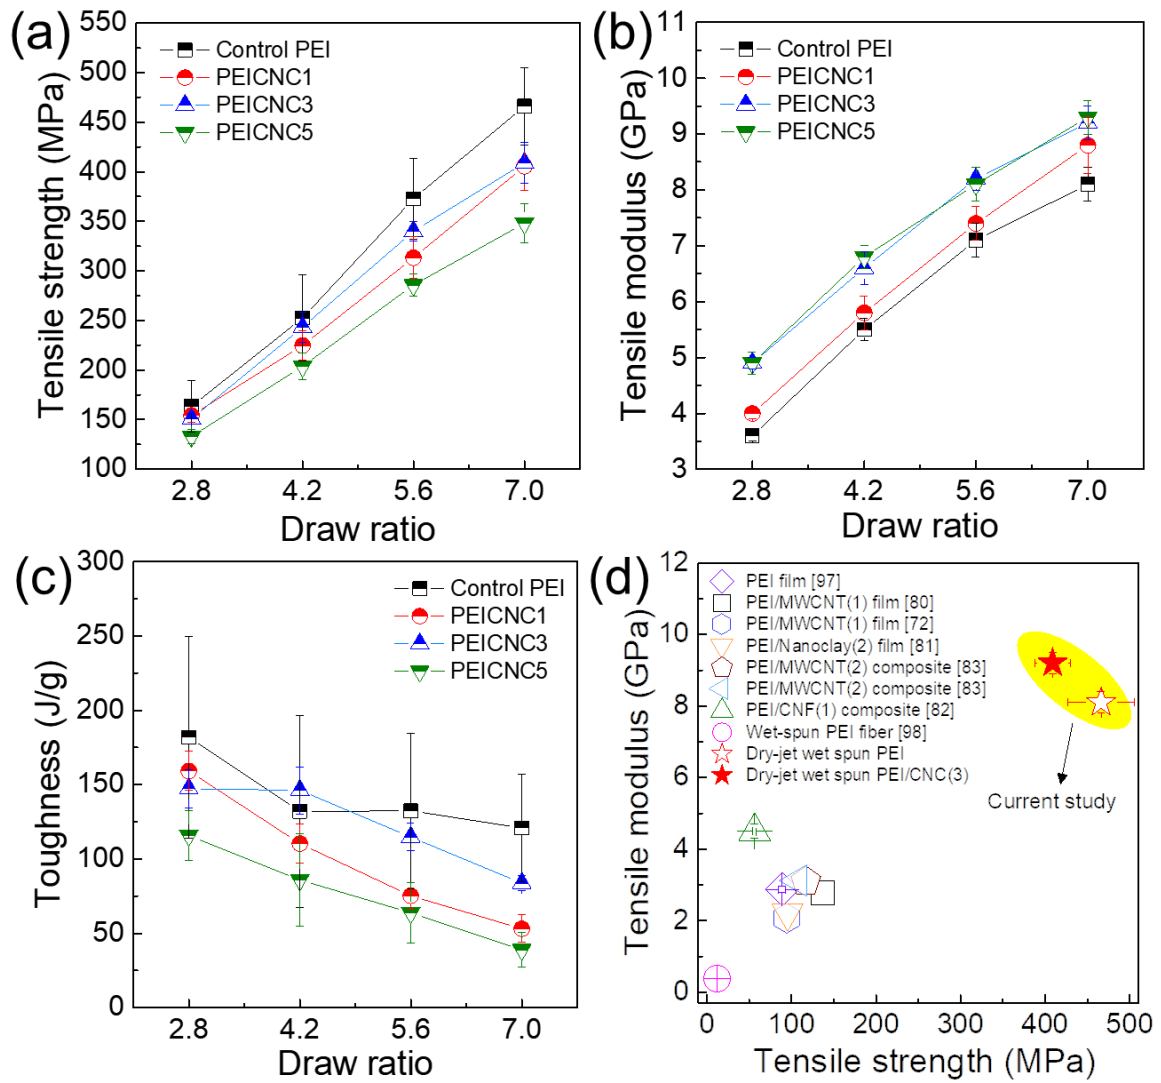 (a)
550
500
450
400
350
300
250
200
150
100
Tensile strength (MPa)
Control PEI
PEICNC1
PEICNC3
PEICNC5
2.8 4.2 5.6 7.0
Draw ratio
(b)
11
10
9
8
7
6
5
4
3
Tensile modulus (GPa)
Control PEI
PEICNC1
PEICNC3
PEICNC5
2.8 4.2 5.6 7.0
Draw ratio
(c)
300
250
200
150
100
50
0
Toughness (J/g)
Control PEI
PEICNC1
PEICNC3
PEICNC5
2.8 4.2 5.6 7.0
Draw ratio
(d)
12
10
8
6
4
2
0
Tensile modulus (GPa)
PEI film [97]
PEI/MWCNT(1) film [80]
PEI/MWCNT(1) film [72]
PEI/Nanoclay(2) film [81]
PEI/MWCNT(2) composite [83]
PEI/MWCNT(2) composite [83]
PEI/CNF(1) composite [82]
Wet-spun PEI fiber [98]
Dry-jet wet spun PEI
Dry-jet wet spun PEI/CNC(3)
Current study
0 100 200 300 400 500
Tensile strength (MPa)